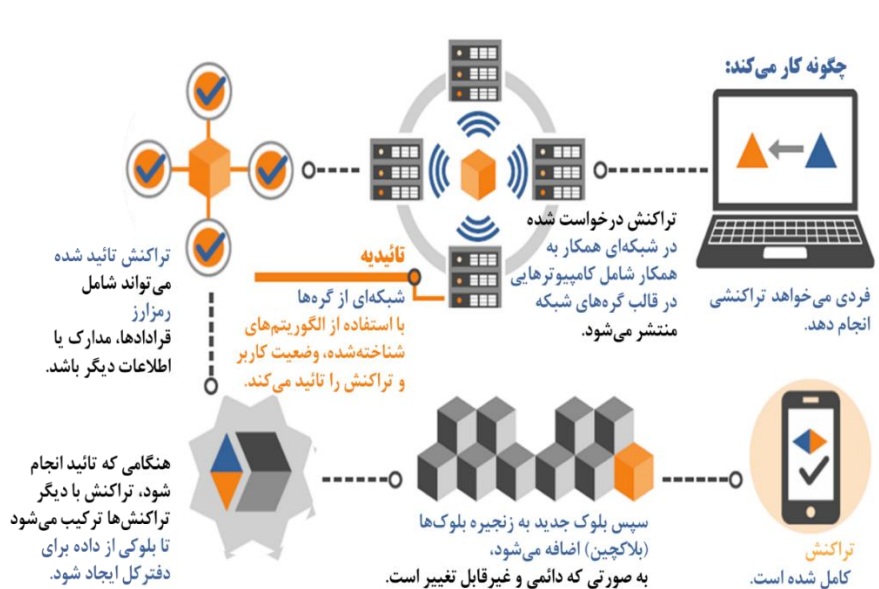 چگونه کار می‌کند:
فردی می‌خواهد تراکنشی
انجام دهد.
تراکنش درخواست شده
در شبکه‌ای همکار به
همکار شامل کامپیوترهایی
در قالب گره‌های شبکه
منتشر می‌شود.
تائیدیه
شبکه‌ای از گره‌ها
با استفاده از الگوریتم‌های
شناخته‌شده، وضعیت کاربر
و تراکنش را تائید می‌کند.
تراکنش تائید شده
می‌تواند شامل
رمزارز
قرادادها، مدارک یا
اطلاعات دیگر باشد.
هنگامی که تائید انجام
شود، تراکنش با دیگر
تراکنش‌ها ترکیب می‌شود
تا بلوکی از داده برای
دفترکل ایجاد شود.
سپس بلوک جدید به زنجیره بلوک‌ها
(بلاکچین) اضافه می‌شود،
به صورتی که دائمی و غیرقابل تغییر است.
تراکنش
کامل شده است.